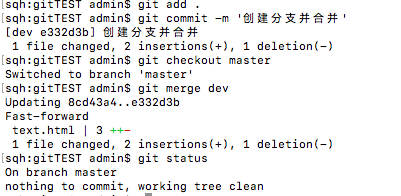 [sqh:gitTEST admin$ git add .
[sqh:gitTEST admin$ git commit -m '创建分支并合并'
[dev e332d3b] 创建分支并合并
 1 file changed, 2 insertions(+), 1 deletion(-)
[sqh:gitTEST admin$ git checkout master
Switched to branch 'master'
[sqh:gitTEST admin$ git merge dev
Updating 8cd43a4..e332d3b
Fast-forward
 text.html | 3 ++-
 1 file changed, 2 insertions(+), 1 deletion(-)
[sqh:gitTEST admin$ git status
On branch master
nothing to commit, working tree clean